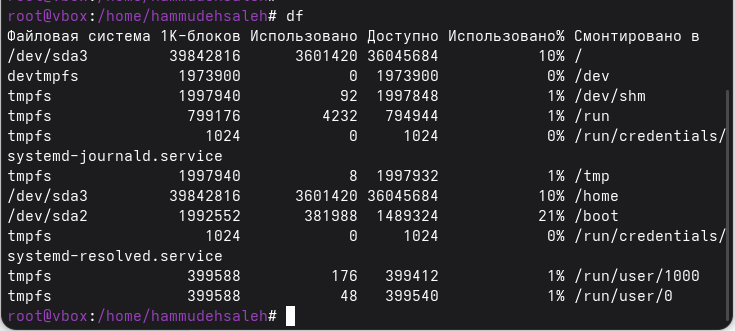 root@vbox:/home/hammudehsaleh# df
Файловая система 1K-блоков Использовано Доступно Использовано% Смонтировано в
/dev/sda3 39842816 3601420 36045684 10% /
devtmpfs 1973900 0 1973900 0% /dev
tmpfs 1997940 92 1997848 1% /dev/shm
tmpfs 799176 4232 794944 1% /run
tmpfs 1024 0 1024 0% /run/credentials/
systemd-journald.service
tmpfs 1997940 8 1997932 1% /tmp
/dev/sda3 39842816 3601420 36045684 10% /home
/dev/sda2 1992552 381988 1489324 21% /boot
tmpfs 1024 0 1024 0% /run/credentials/
systemd-resolved.service
tmpfs 399588 176 399412 1% /run/user/1000
tmpfs 399588 48 399540 1% /run/user/0
root@vbox:/home/hammudehsaleh#